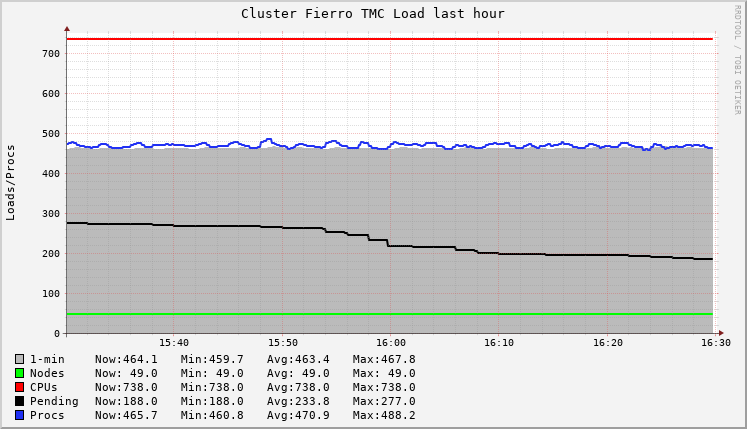 Cluster Fierro TMC Load last hour
RRDTOOL / TOBI OETIKER
Loads/Procs
700
600
500
400
300
200
100
0
15:40 15:50 16:00 16:10 16:20 16:30
1-min Now:464.1 Min:459.7 Avg:463.4 Max:467.8
Nodes Now: 49.0 Min: 49.0 Avg: 49.0 Max: 49.0
CPUs Now:738.0 Min:738.0 Avg:738.0 Max:738.0
Pending Now:188.0 Min:188.0 Avg:233.8 Max:277.0
Procs Now:465.7 Min:460.8 Avg:470.9 Max:488.2